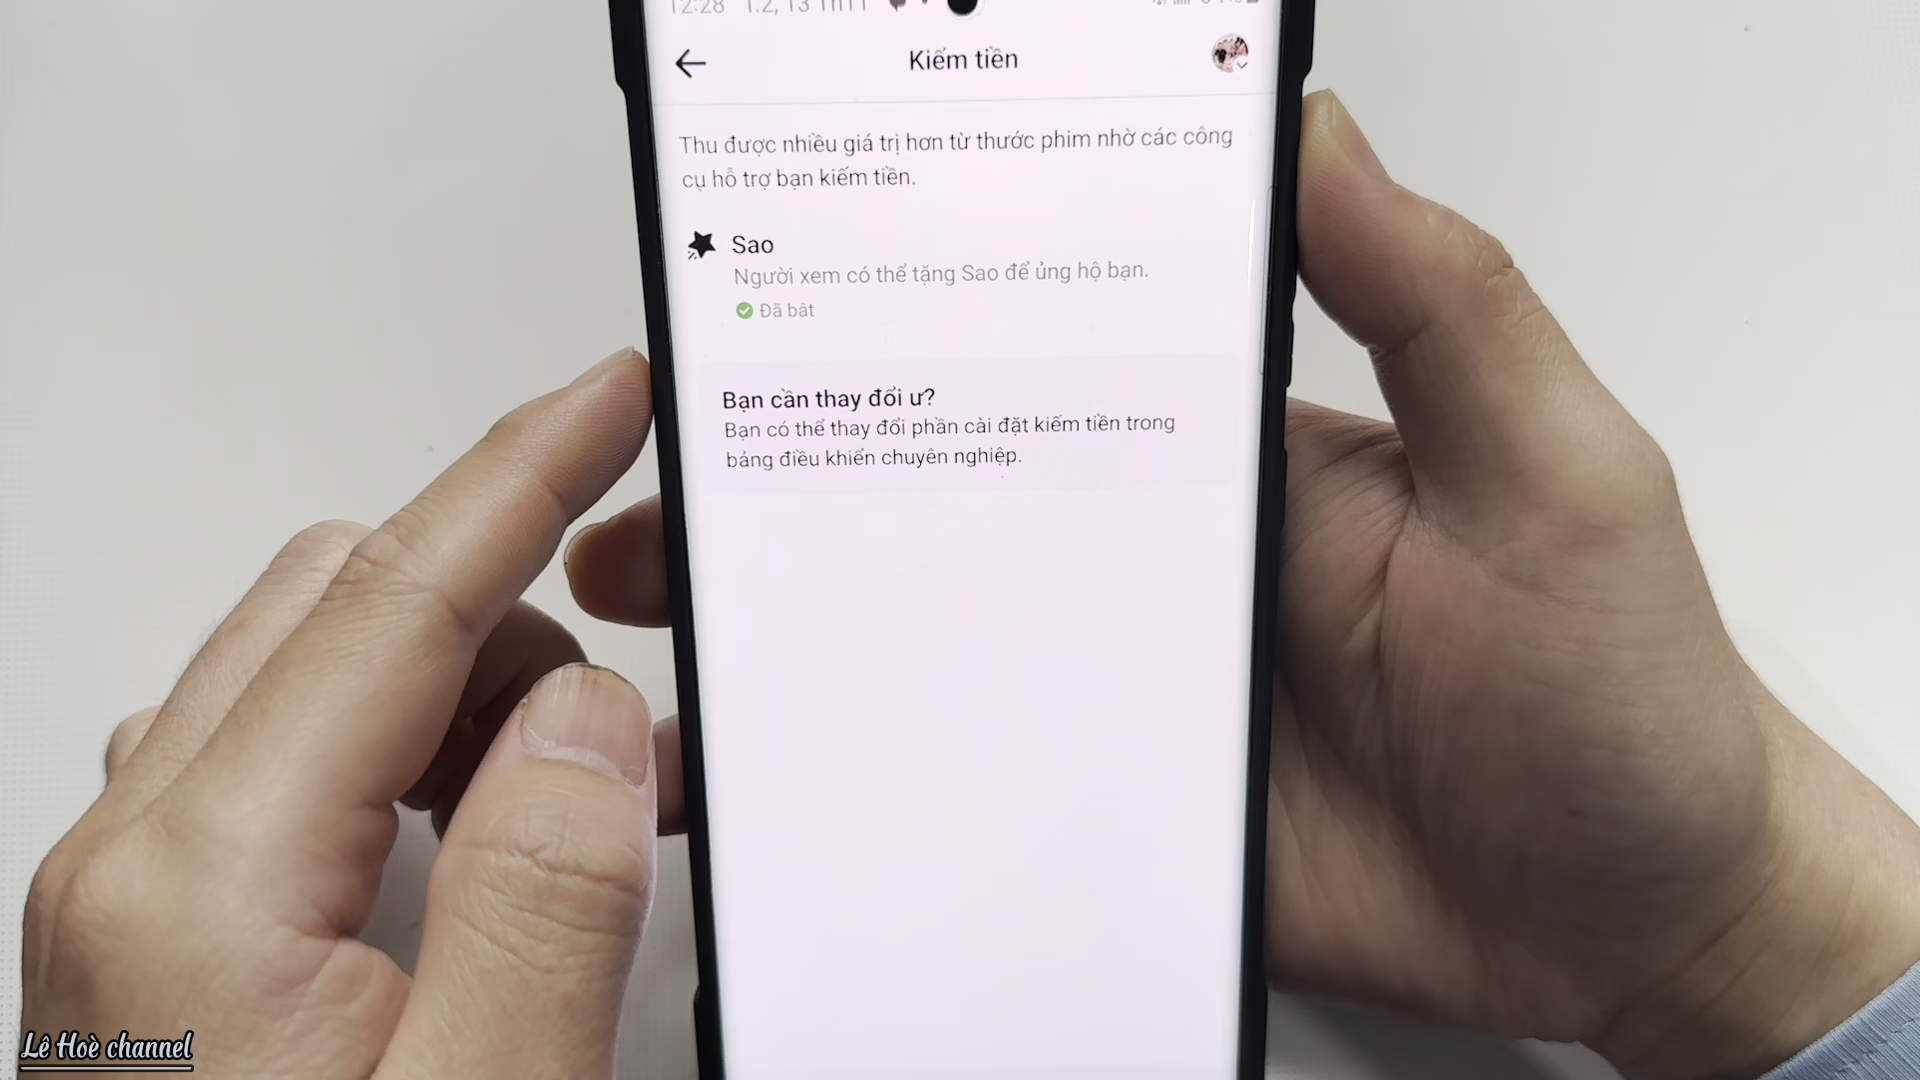 Kiếm tiền
Thu được nhiều giá trị hơn từ thước phim nhờ các công
cụ hỗ trợ bạn kiếm tiền.
Sao
Người xem có thể tặng Sao để ủng hộ bạn.
Đã bật
Bạn cần thay đổi ư?
Bạn có thể thay đổi phần cài đặt kiếm tiền trong
bảng điều khiển chuyên nghiệp.
Lê Hoè channel